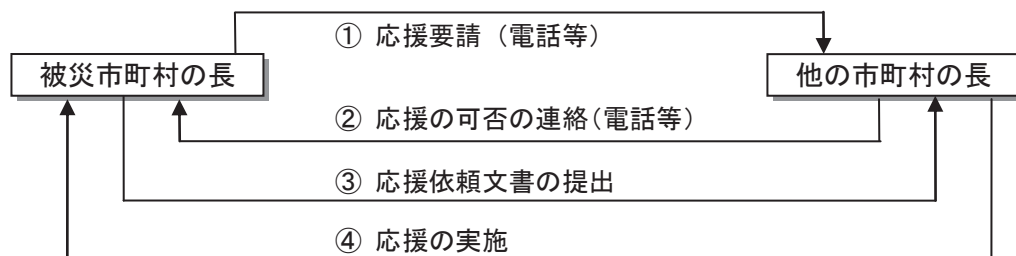 ① 応援要請（電話等）
被災市町村の長
他の市町村の長
② 応援の可否の連絡（電話等）
③ 応援依頼文書の提出
④ 応援の実施